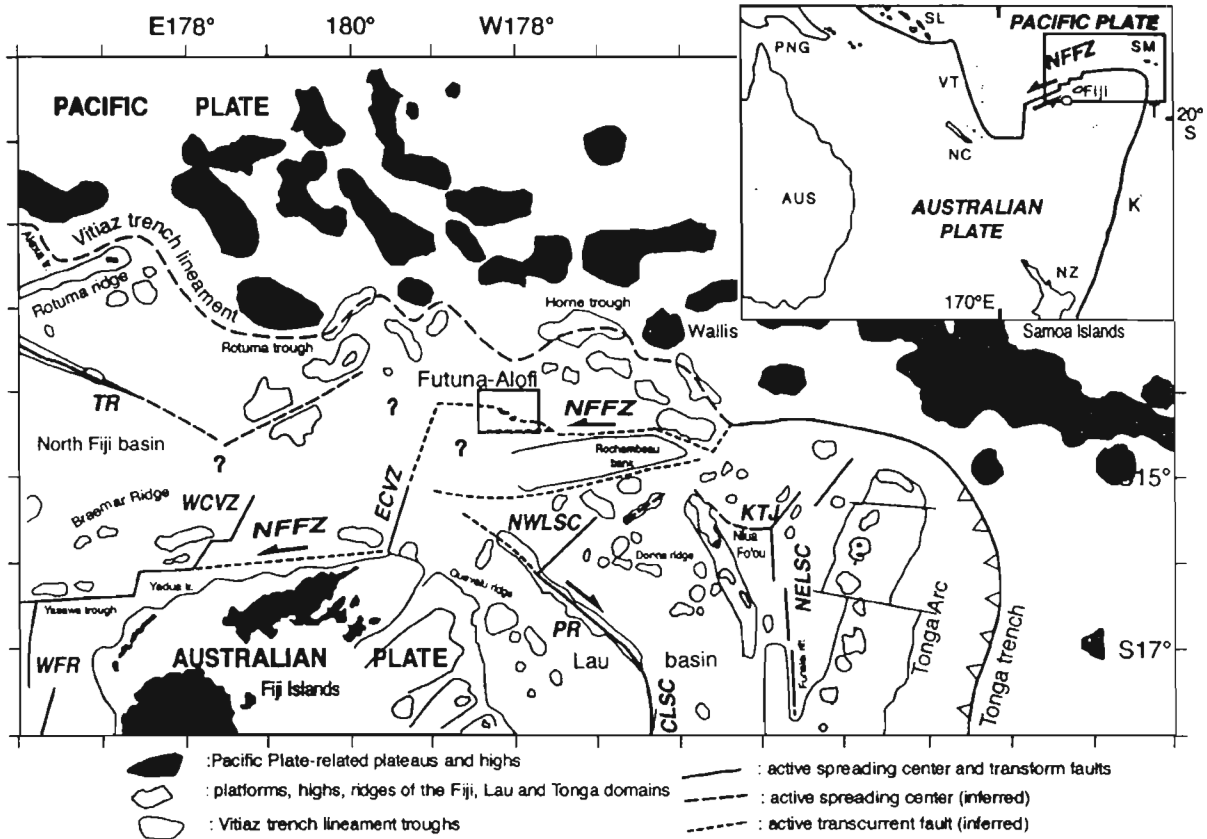 E178° 180° W178°
PACIFIC PLATE
Vitiaz trench lineament
Rotuma ridge
Rotuma trough
Horne trough
Wallis
Samoa Islands
Futuna-Alofi
TR
?
NFFZ
North Fiji basin
?
?
Rochambeau
S15°
Braemar Ridge
WCVZ
ECVZ
NWLSC
KTJ
NFFZ
Niua
Fo'ou
Yadua tr.
Yasawa trough
NELSC
PR
WFR
AUSTRALIAN PLATE
Fiji Islands
Lau basin
CLSC
Tonga Arc
Tonga trench
S17°
SL
PACIFIC PLATE
PNG
NFFZ
SM
VT
Fiji
T
20°
S
NC
AUS
AUSTRALIAN
PLATE
K
NZ
170°E
:Pacific Plate-related plateaus and highs
: platforms, highs, ridges of the Fiji, Lau and Tonga domains
: Vitiaz trench lineament troughs
: active spreading center and transform faults
: active spreading center (inferred)
: active transcurrent fault (inferred)